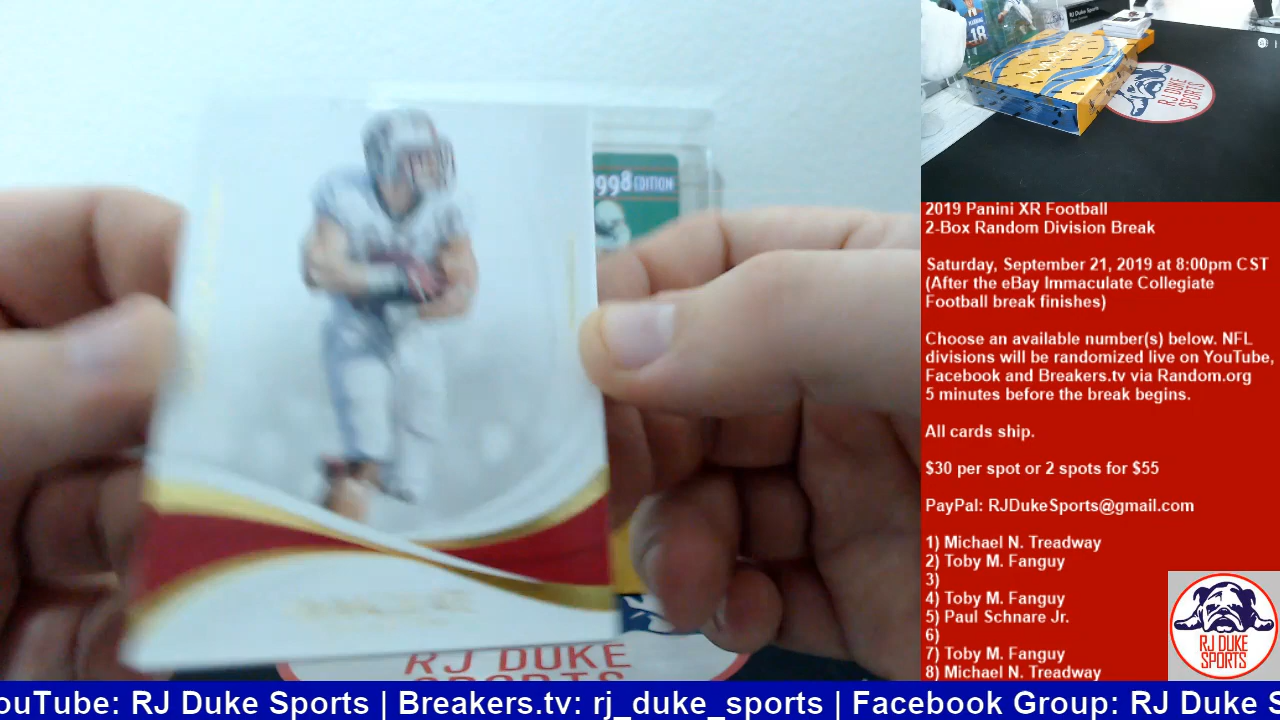 1998 EDITION
RJ DUKE
SPORTS
18
RJ Duke Sports
RJ DUKE
SPORTS
2019 Panini XR Football
2-Box Random Division Break
Saturday, September 21, 2019 at 8:00pm CST
(After the eBay Immaculate Collegiate
Football break finishes)
Choose an available number(s) below. NFL
divisions will be randomized live on YouTube,
Facebook and Breakers.tv via Random.org
5 minutes before the break begins.
All cards ship.
$30 per spot or 2 spots for $55
PayPal: RJDukeSports@gmail.com
1) Michael N. Treadway
2) Toby M. Fanguy
3)
4) Toby M. Fanguy
5) Paul Schnare Jr.
6)
7) Toby M. Fanguy
8) Michael N. Treadway
RJ DUKE
SPORTS
ouTube: RJ Duke Sports | Breakers.tv: rj_duke_sports | Facebook Group: RJ Duke S